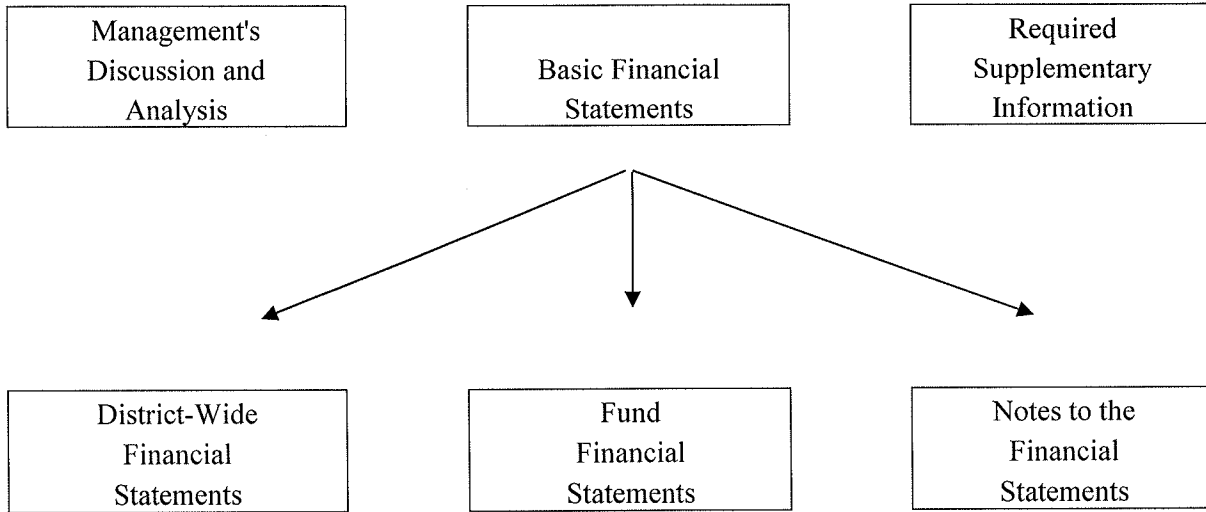 Management's
Discussion and
Analysis
Basic Financial
Statements
Required
Supplementary
Information
District-Wide
Financial
Statements
Fund
Financial
Statements
Notes to the
Financial
Statements